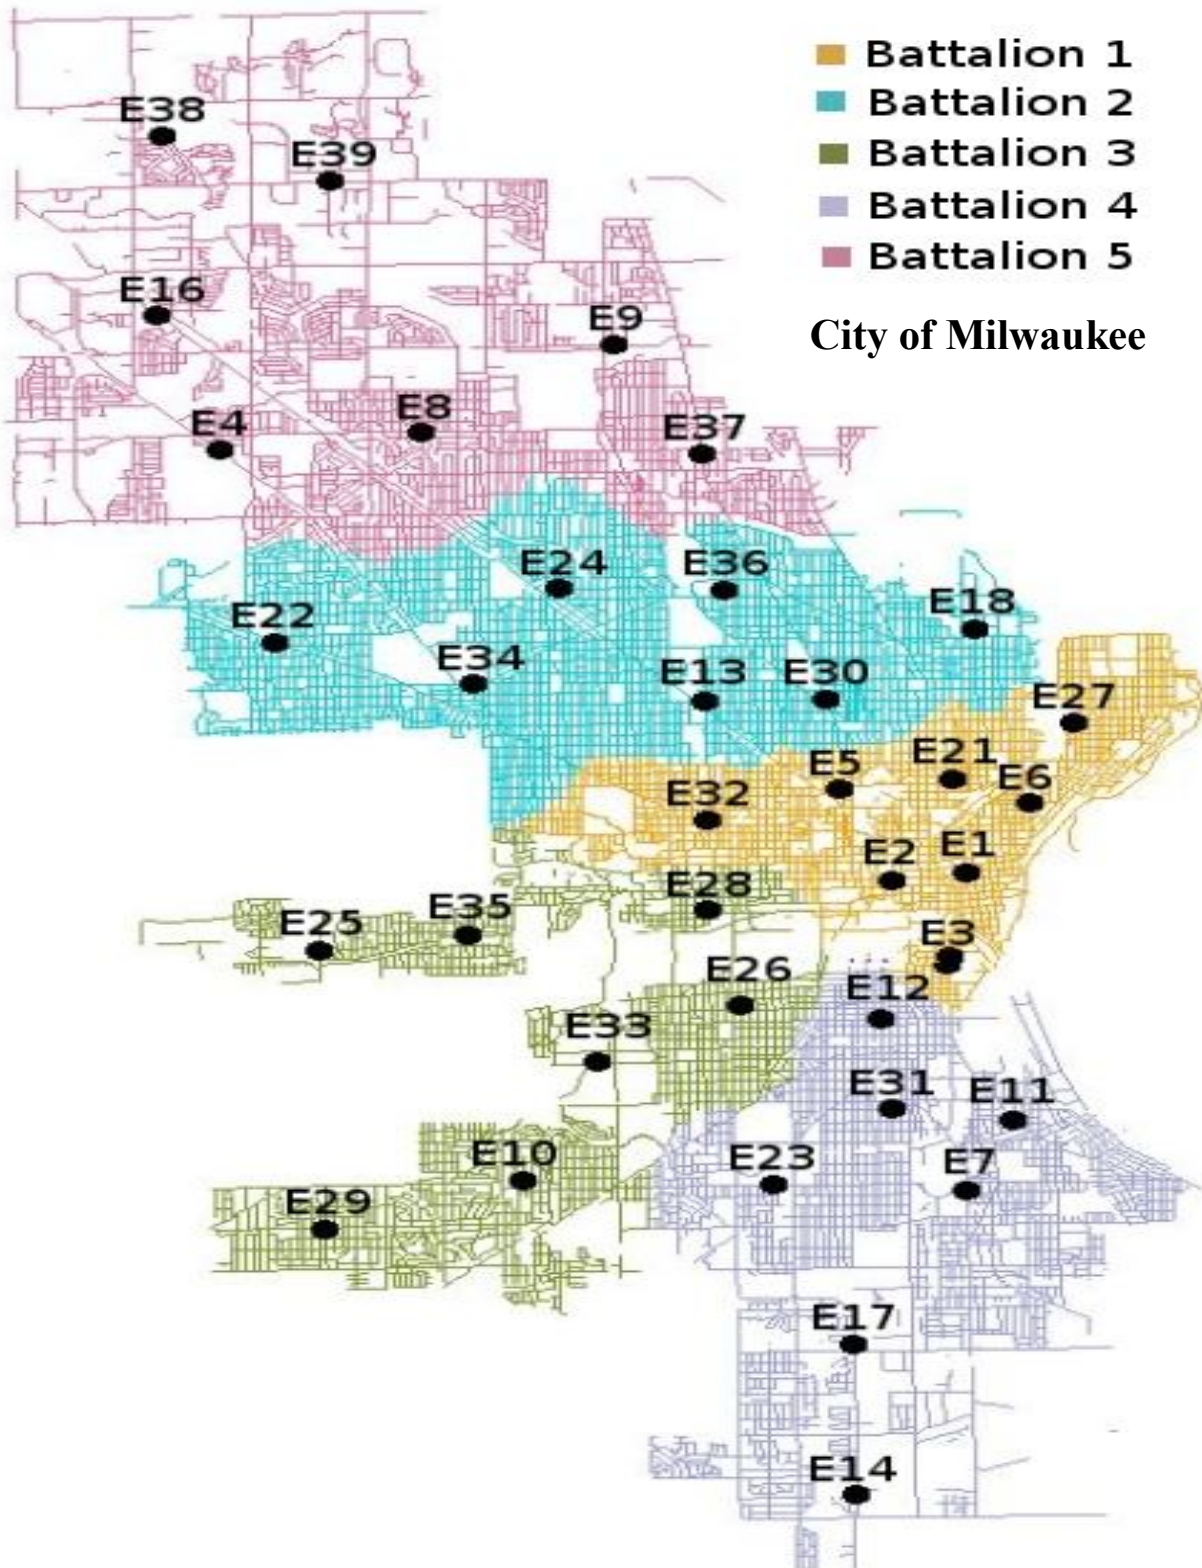 Battalion 1
Battalion 2
Battalion 3
Battalion 4
Battalion 5
City of Milwaukee
E38
E39
E16
E9
E8
E4
E37
E24
E36
E18
E22
E34
E13
E30
E27
E21
E5
E6
E32
E1
E2
E28
E35
E25
E3
E26
E12
E33
E31
E11
E10
E23
E7
E29
E17
E14